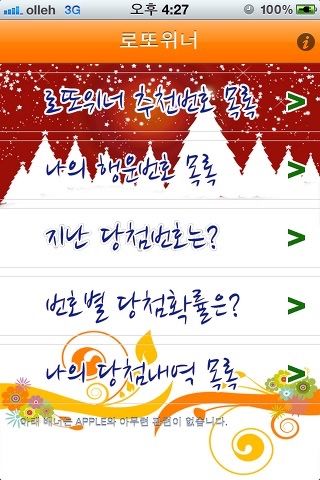 olleh 3G 오후 4:27 100%
로또위너
로또위너 추천번호 목록 >
나의 행운번호 목록 >
지난 당첨번호는? >
번호별 당첨확률은? >
나의 당첨내역 목록 >
아래 배너는 APPLE와 아무런 관련이 없습니다.